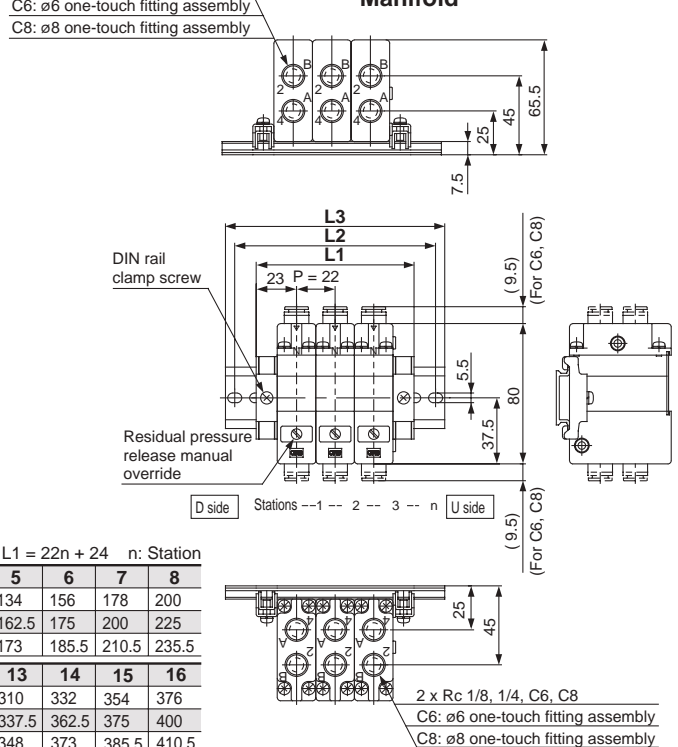 Manifold
C6: ø6 one-touch fitting assembly
C8: ø8 one-touch fitting assembly
B B B
2 2 2
A A A
4 4 4
7.5
25
45
65.5
L3
L2
L1
23 P = 22
DIN rail
clamp screw
( 9.5)
(For C6, C8)
5.5
80
37.5
Residual pressure
release manual
override
D side Stations --1 -- 2 -- 3 -- n U side
( 9.5)
(For C6, C8)
L1 = 22n + 24 n: Station
5 6 7 8
134 156 178 200
162.5 175 200 225
173 185.5 210.5 235.5
13 14 15 16
310 332 354 376
337.5 362.5 375 400
348 373 385.5 410.5
4 4 4
A A A
2 2 2
B B B
25
45
2 x Rc 1/8, 1/4, C6, C8
C6: ø6 one-touch fitting assembly
C8: ø8 one-touch fitting assembly